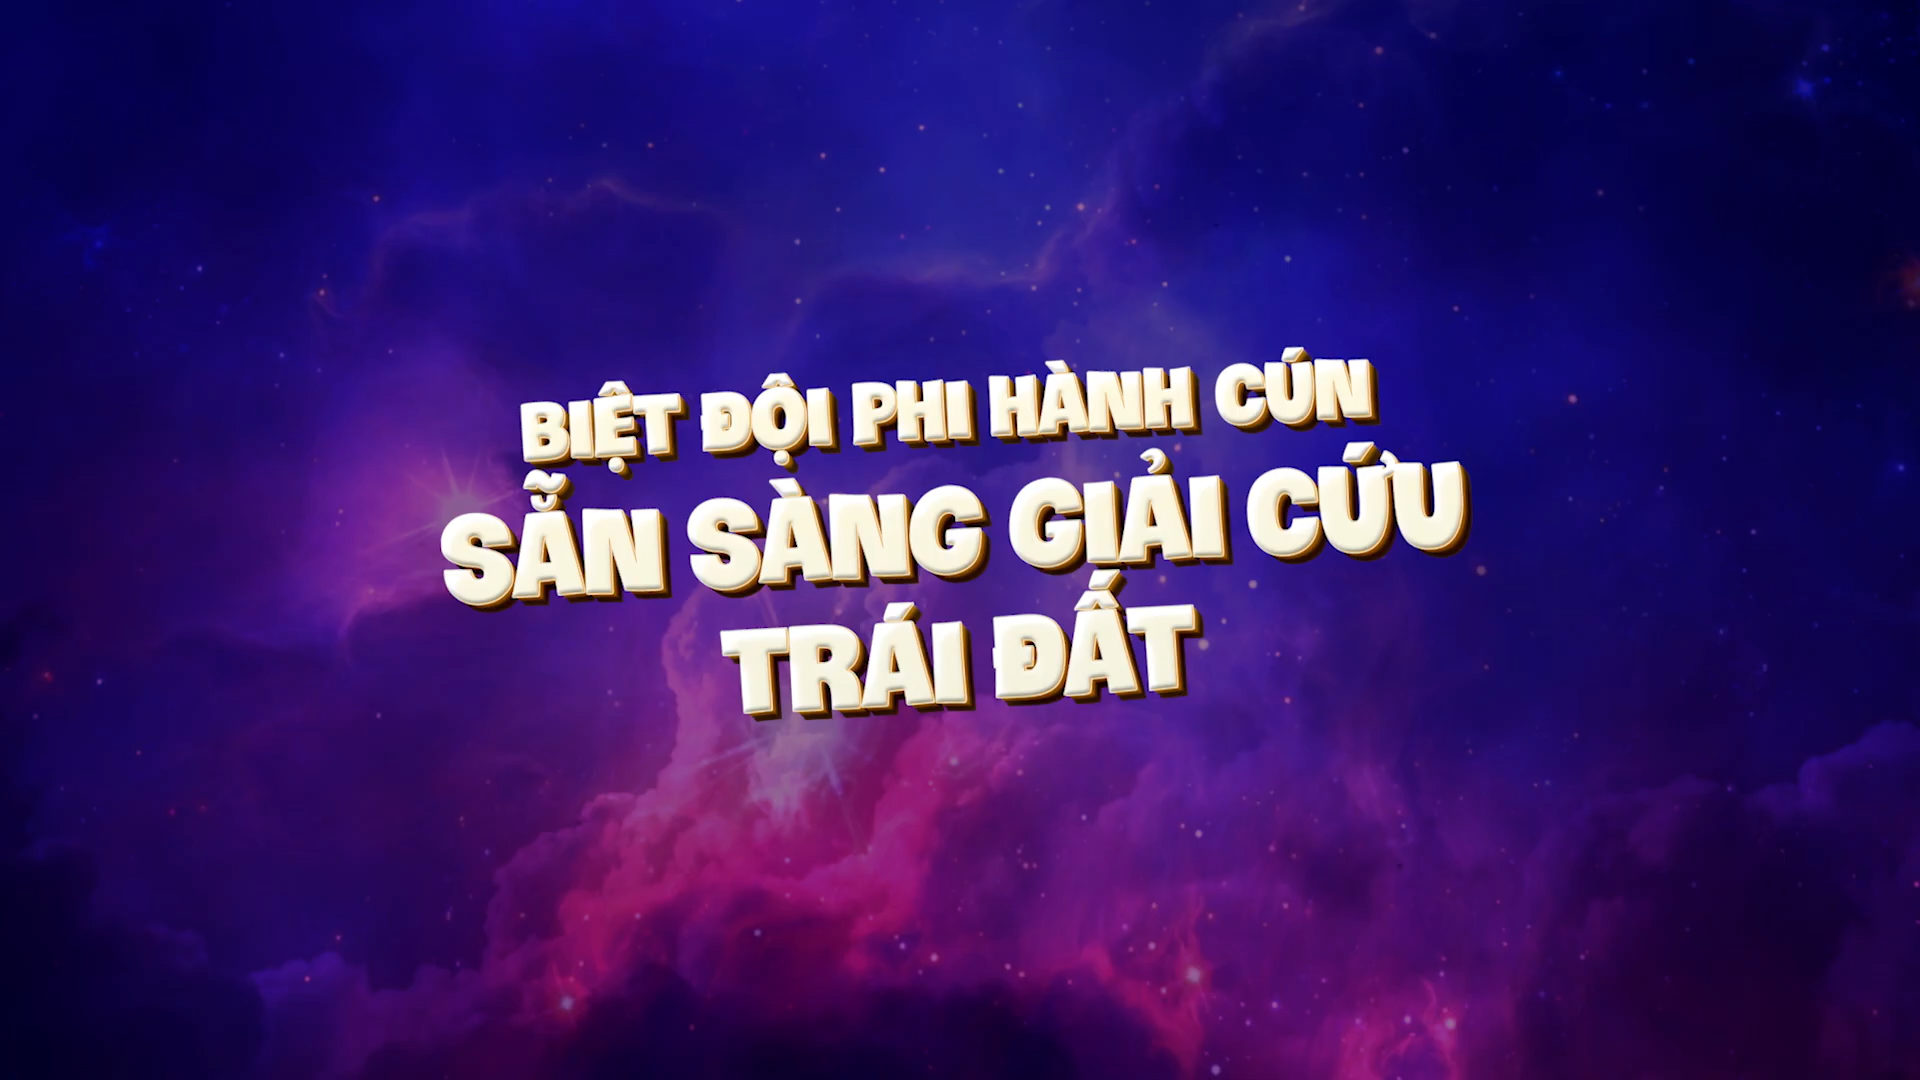 BIỆT ĐỘI PHI HÀNH CÚN
SẴN SÀNG GIẢI CỨU
TRÁI ĐẤT